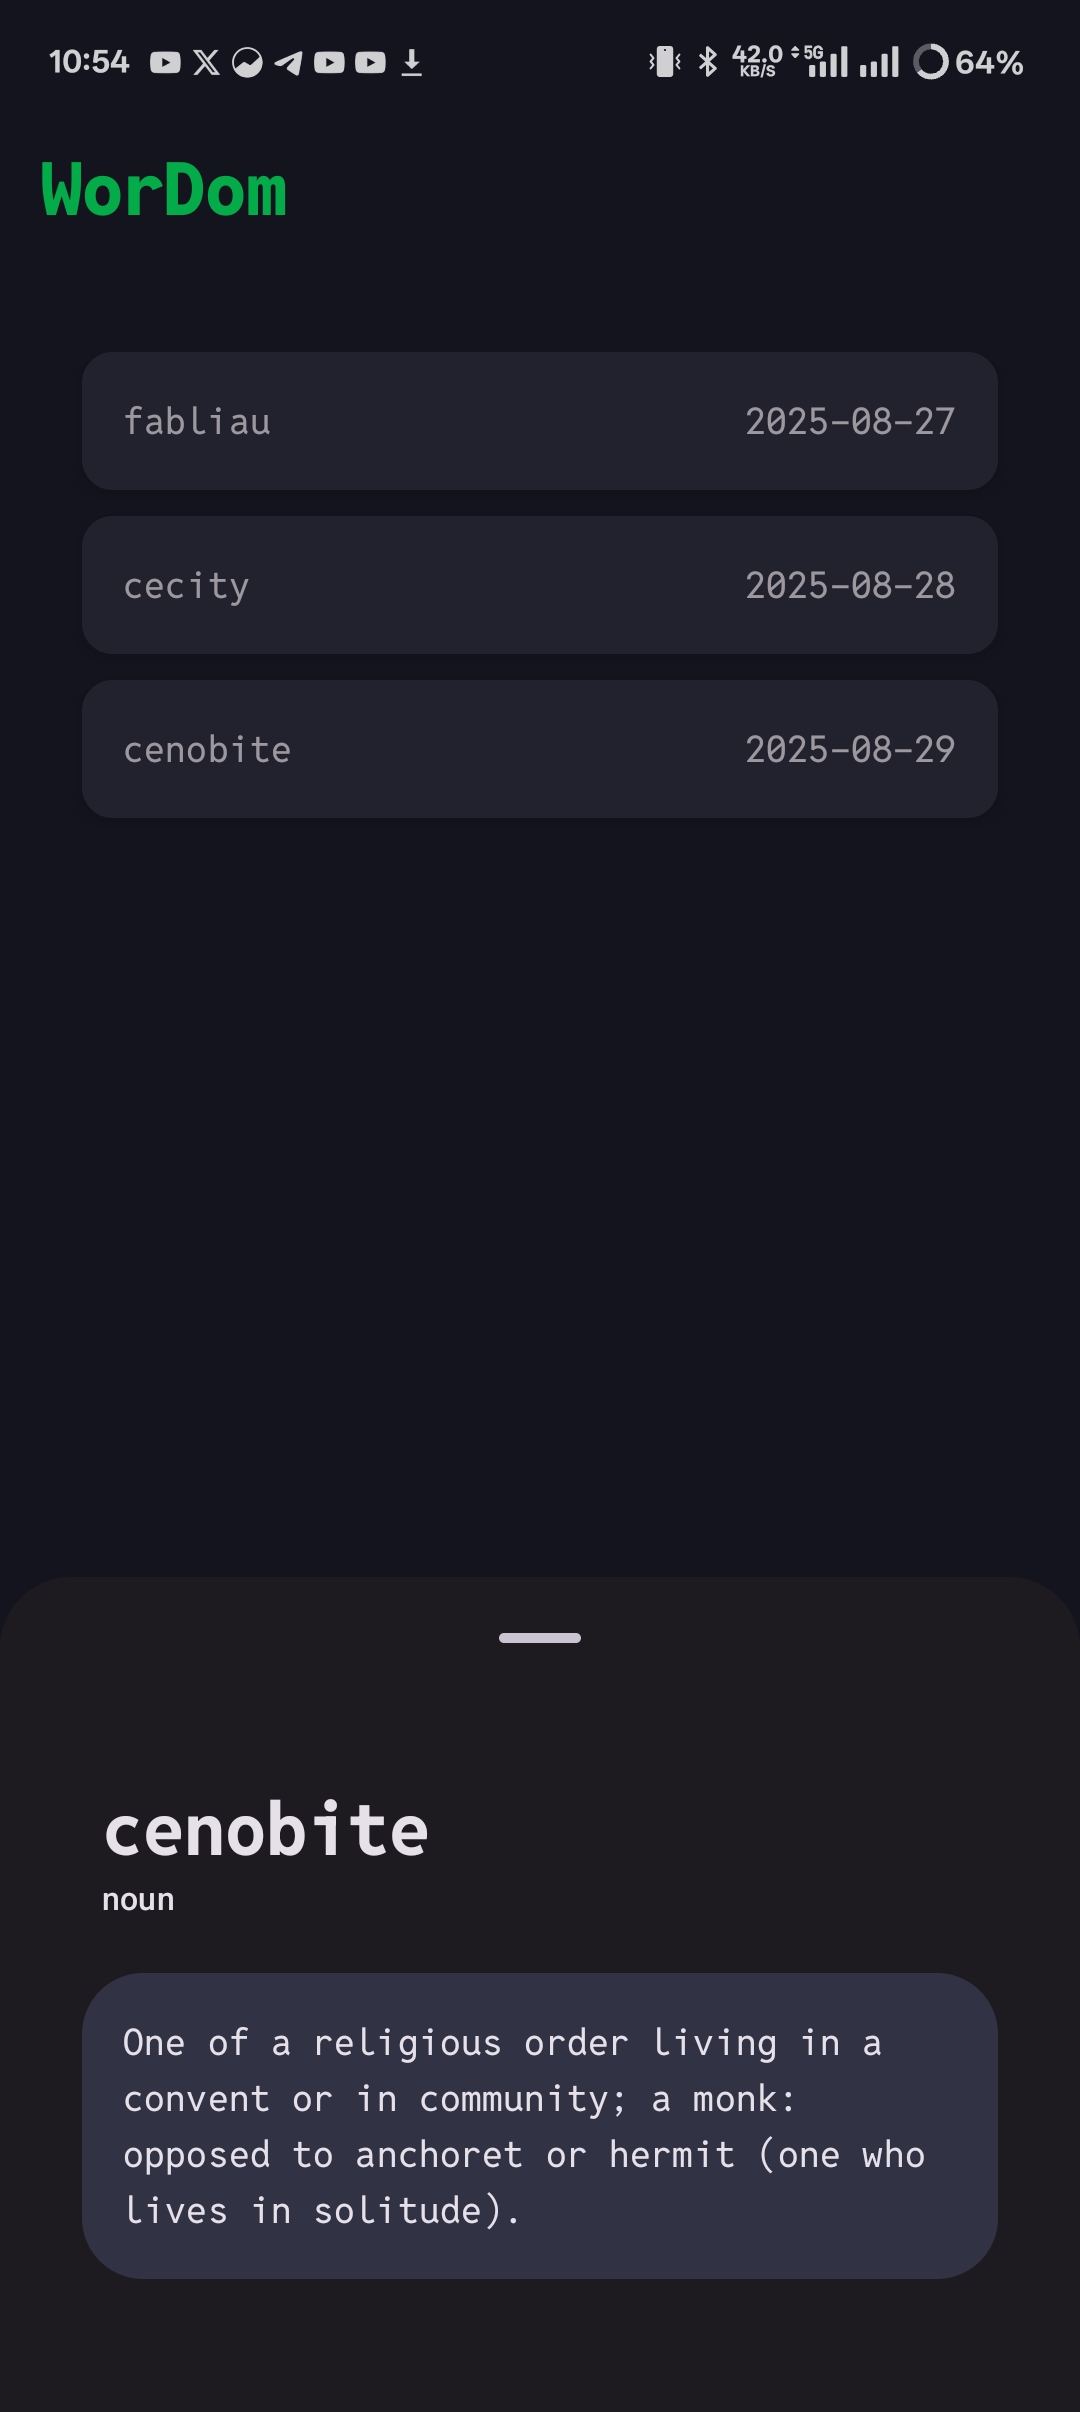 10:54 42.0 KB/S 5G 64%
WorDom
fabliau 2025-08-27
cecity 2025-08-28
cenobite 2025-08-29
cenobite
noun
One of a religious order living in a
convent or in community; a monk:
opposed to anchoret or hermit (one who
lives in solitude).